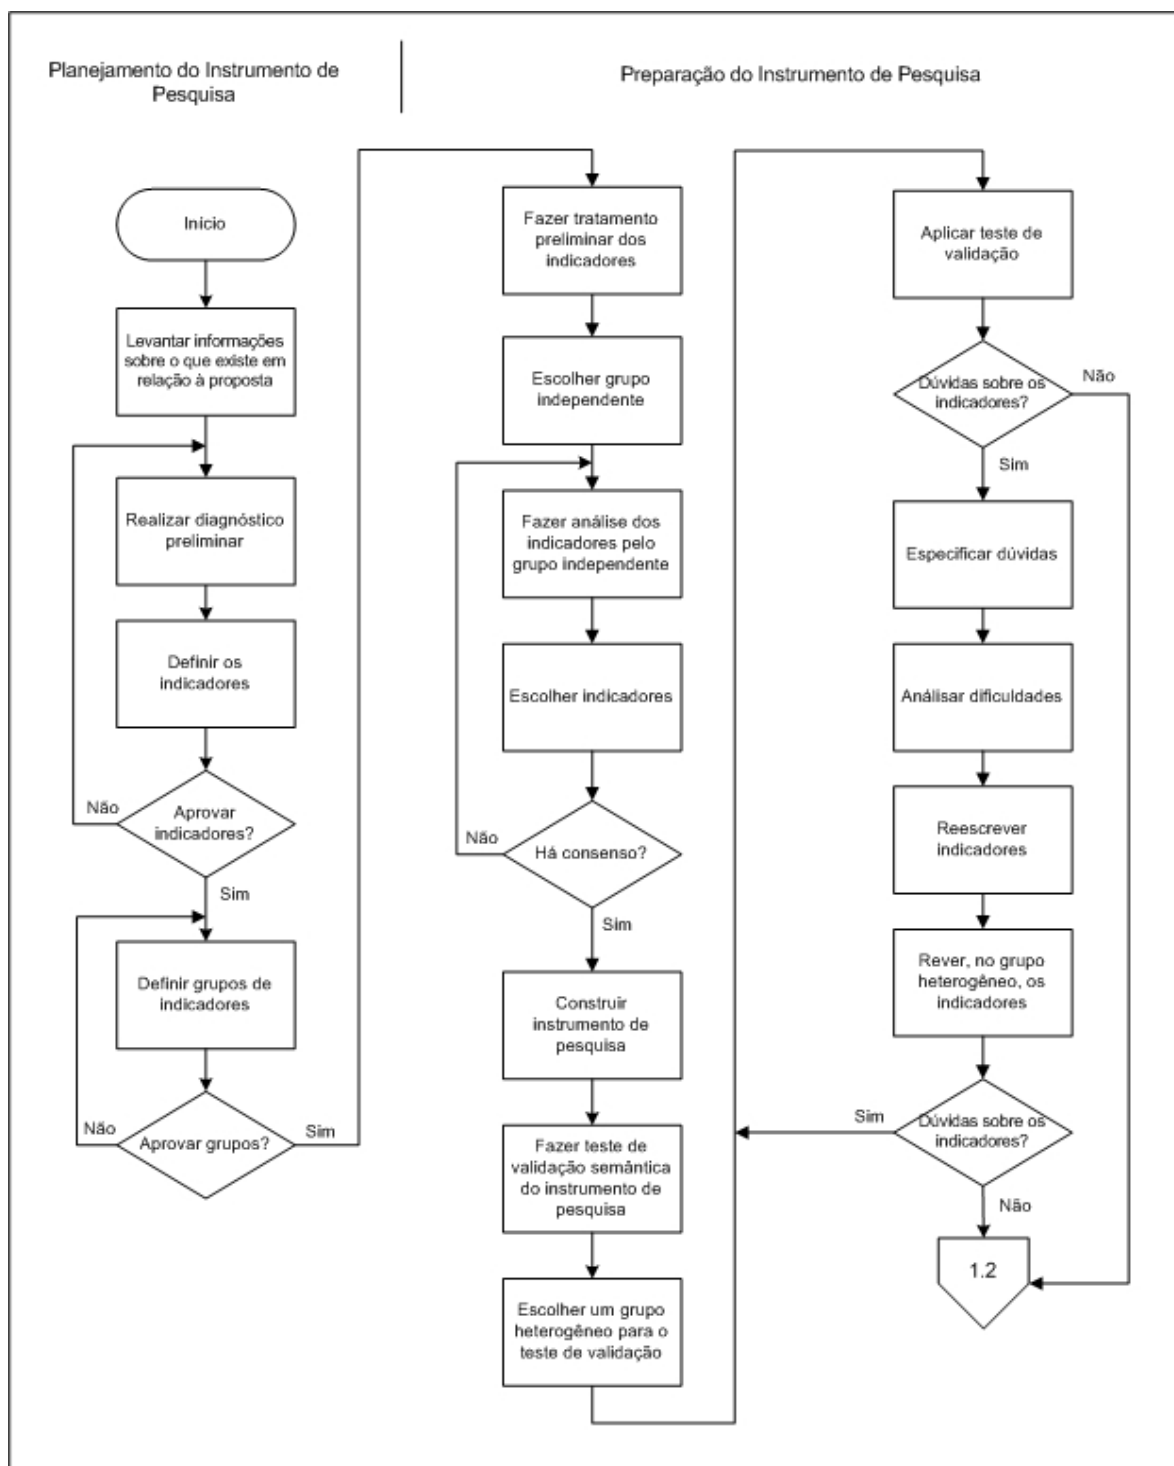 Planejamento do Instrumento de
Pesquisa
Preparação do Instrumento de Pesquisa
Início
Levantar informações
sobre o que existe em
relação à proposta
Realizar diagnóstico
preliminar
Definir os
indicadores
Não
Aprovar
indicadores?
Sim
Definir grupos de
indicadores
Não
Aprovar grupos?
Sim
Fazer tratamento
preliminar dos
indicadores
Escolher grupo
independente
Fazer análise dos
indicadores pelo
grupo independente
Escolher indicadores
Não
Há consenso?
Sim
Construir
instrumento de
pesquisa
Fazer teste de
validação semântica
do instrumento de
pesquisa
Escolher um grupo
heterogêneo para o
teste de validação
Aplicar teste de
validação
Dúvidas sobre os
indicadores?
Não
Sim
Especificar dúvidas
Análisar dificuldades
Reescrever
indicadores
Rever, no grupo
heterogêneo, os
indicadores
Sim
Dúvidas sobre os
indicadores?
Não
1.2